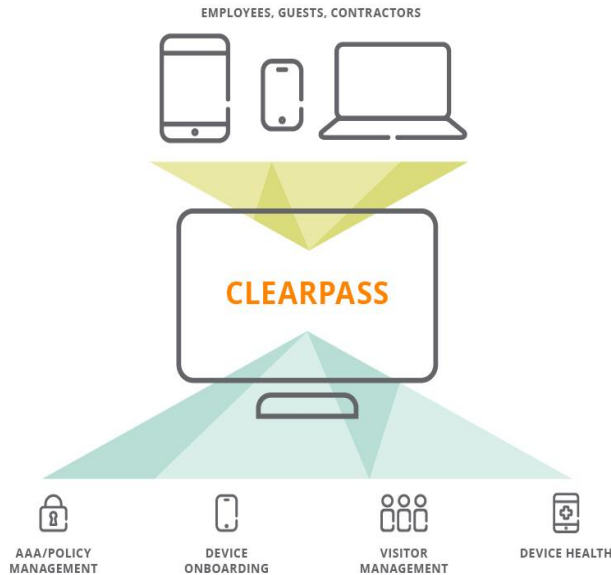 EMPLOYEES, GUESTS, CONTRACTORS
CLEARPASS
AAA/POLICY
MANAGEMENT
DEVICE
ONBOARDING
VISITOR
MANAGEMENT
DEVICE HEALTH